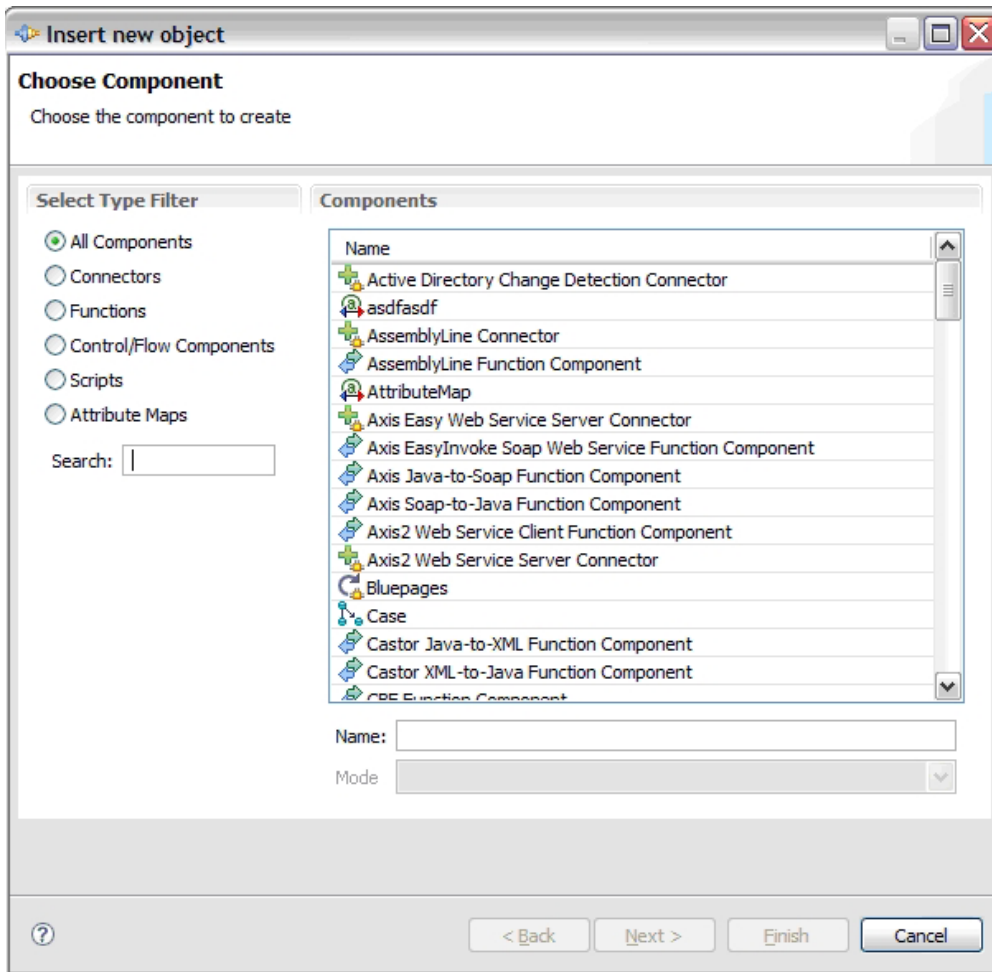 Insert new object
Choose Component
Choose the component to create
Select Type Filter
All Components
Connectors
Functions
Control/Flow Components
Scripts
Attribute Maps
Search:
Components
Name
Active Directory Change Detection Connector
asdfasdf
AssemblyLine Connector
AssemblyLine Function Component
AttributeMap
Axis Easy Web Service Server Connector
Axis EasyInvoke Soap Web Service Function Component
Axis Java-to-Soap Function Component
Axis Soap-to-Java Function Component
Axis2 Web Service Client Function Component
Axis2 Web Service Server Connector
Bluepages
Case
Castor Java-to-XML Function Component
Castor XML-to-Java Function Component
CBE Function Component
Name:
Mode
< Back Next > Finish Cancel